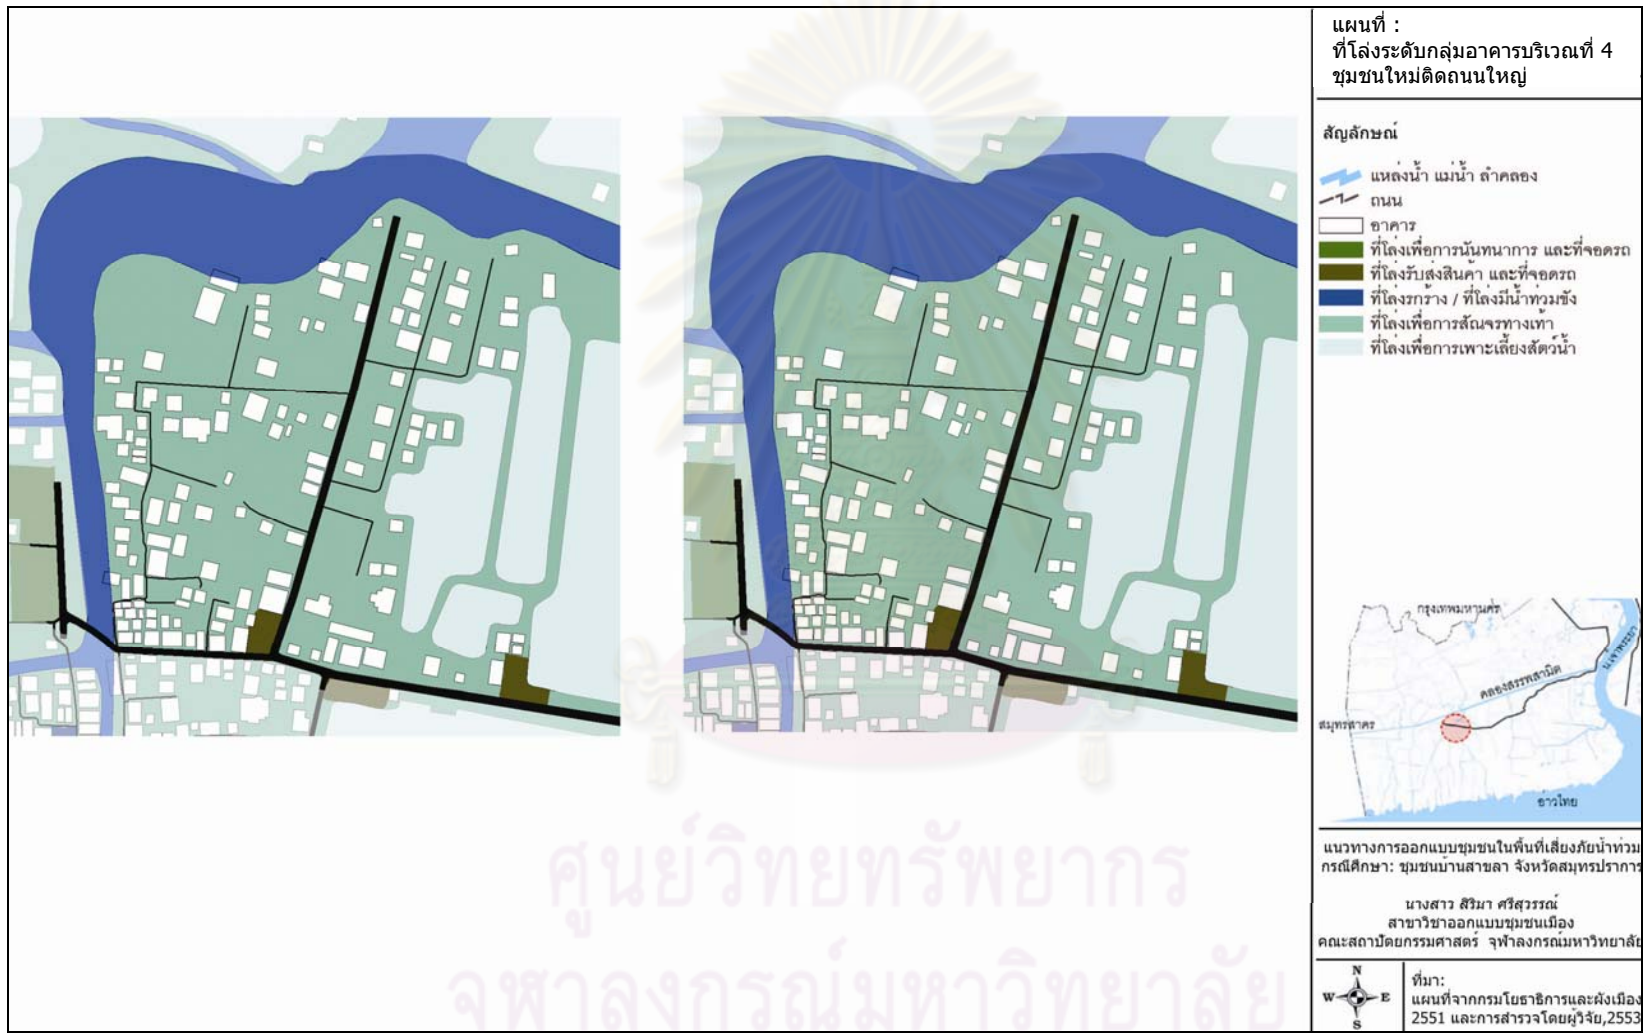 แผนที่ :
ที่โล่งระดับกลุ่มอาคารบริเวณที่ 4
ชุมชนใหม่ติดถนนใหญ่
สัญลักษณ์
แหล่งน้ำ แม่น้ำ ลำคลอง
ถนน
อาคาร
ที่โล่งเพื่อการนันทนาการ และที่จอดรถ
ที่โล่งรับส่งสินค้า และที่จอดรถ
ที่โล่งรกร้าง / ที่โล่งมีน้ำท่วมขัง
ที่โล่งเพื่อการสัณจรทางเท้า
ที่โล่งเพื่อการเพาะเลี้ยงสัตว์น้ำ
กรุงเทพมหานคร
น.เจ้าพระยา
คลองสรรพสามิต
สมุทรสาคร
อ่าวไทย
แนวทางการออกแบบชุมชนในพื้นที่เสี่ยงภัยน้ำท่วม
กรณีศึกษา: ชุมชนบ้านสาขลา จังหวัดสมุทรปราการ
นางสาว สิริมา ศรีสุวรรณ์
สาขาวิชาออกแบบชุมชนเมือง
คณะสถาปัตยกรรมศาสตร์ จุฬาลงกรณ์มหาวิทยาลัย
N
W E
S
ที่มา:
แผนที่จากกรมโยธาธิการและผังเมือง
2551 และการสำรวจโดยผู้วิจัย,2553
ศูนย์วิทยทรัพยากร
จุฬาลงกรณ์มหาวิทยาลัย